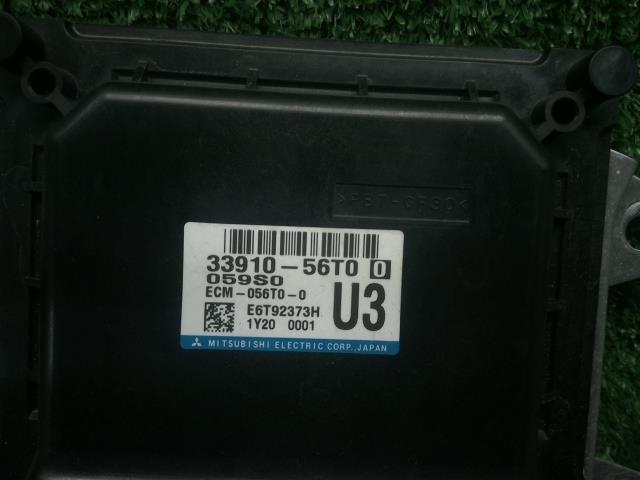 >PBT-GF30<
33910-56T0 0
059S0
ECM-056T0-0
E6T92373H
1Y20 0001
U3
MITSUBISHI ELECTRIC CORP., JAPAN